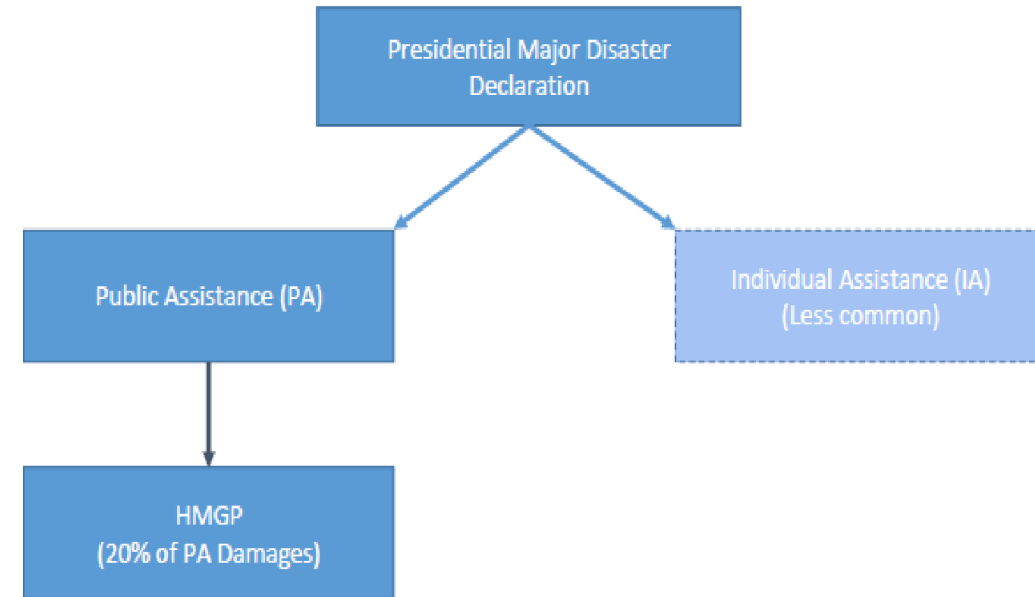 Presidential Major Disaster
Declaration
Public Assistance (PA)
Individual Assistance (IA)
(Less common)
HMGP
(20% of PA Damages)